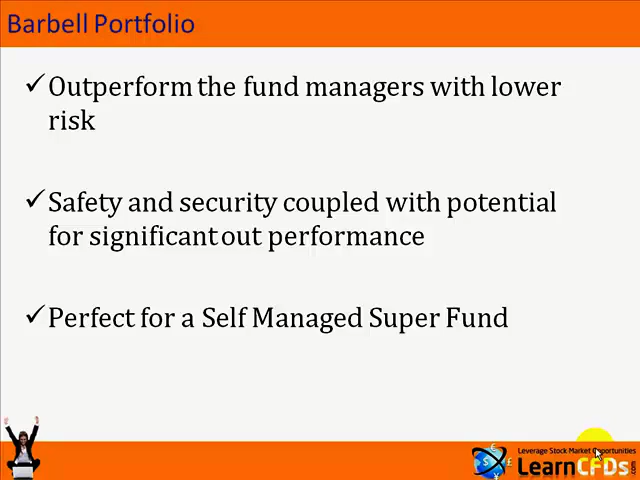 Barbell Portfolio
Outperform the fund managers with lower
risk
Safety and security coupled with potential
for significant out performance
Perfect for a Self Managed Super Fund
Leverage Stock Market Opportunities
LearnCFDs.com